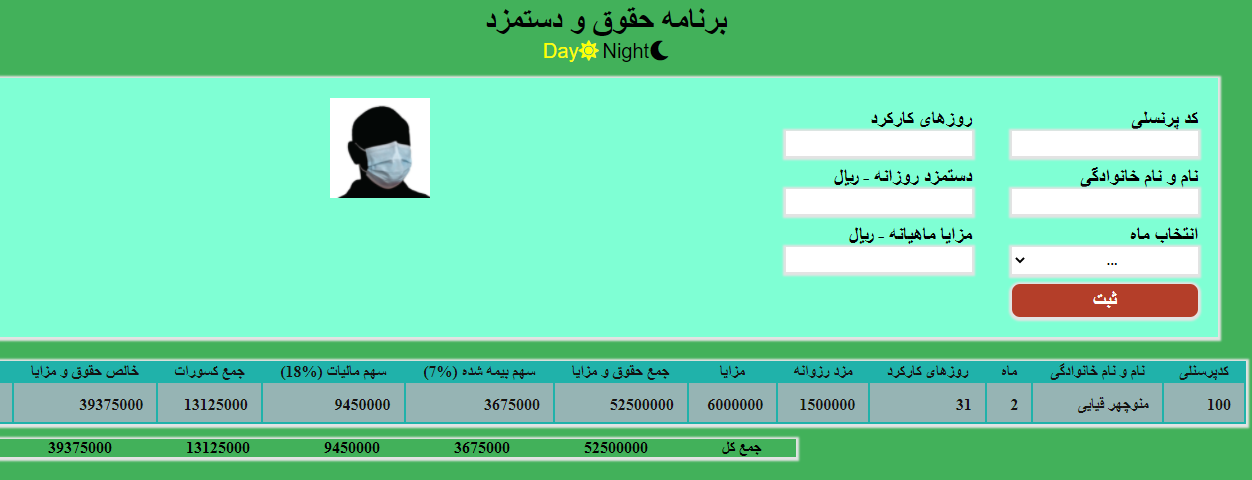 برنامه حقوق و دستمزد
Day Night
کد پرنسلی
روزهای کارکرد
نام و نام خانوادگی
دستمزد روزانه - ریال
انتخاب ماه
مزایا ماهیانه - ریال
...
ثبت
کدپرسنلی نام و نام خانوادگی ماه روزهای کارکرد مزد رزوانه مزایا جمع حقوق و مزایا سهم بیمه شده (7%) سهم مالیات (18%) جمع کسورات خالص حقوق و مزایا
100 منوچهر قیایی 2 31 1500000 6000000 52500000 3675000 9450000 13125000 39375000
جمع کل 52500000 3675000 9450000 13125000 39375000